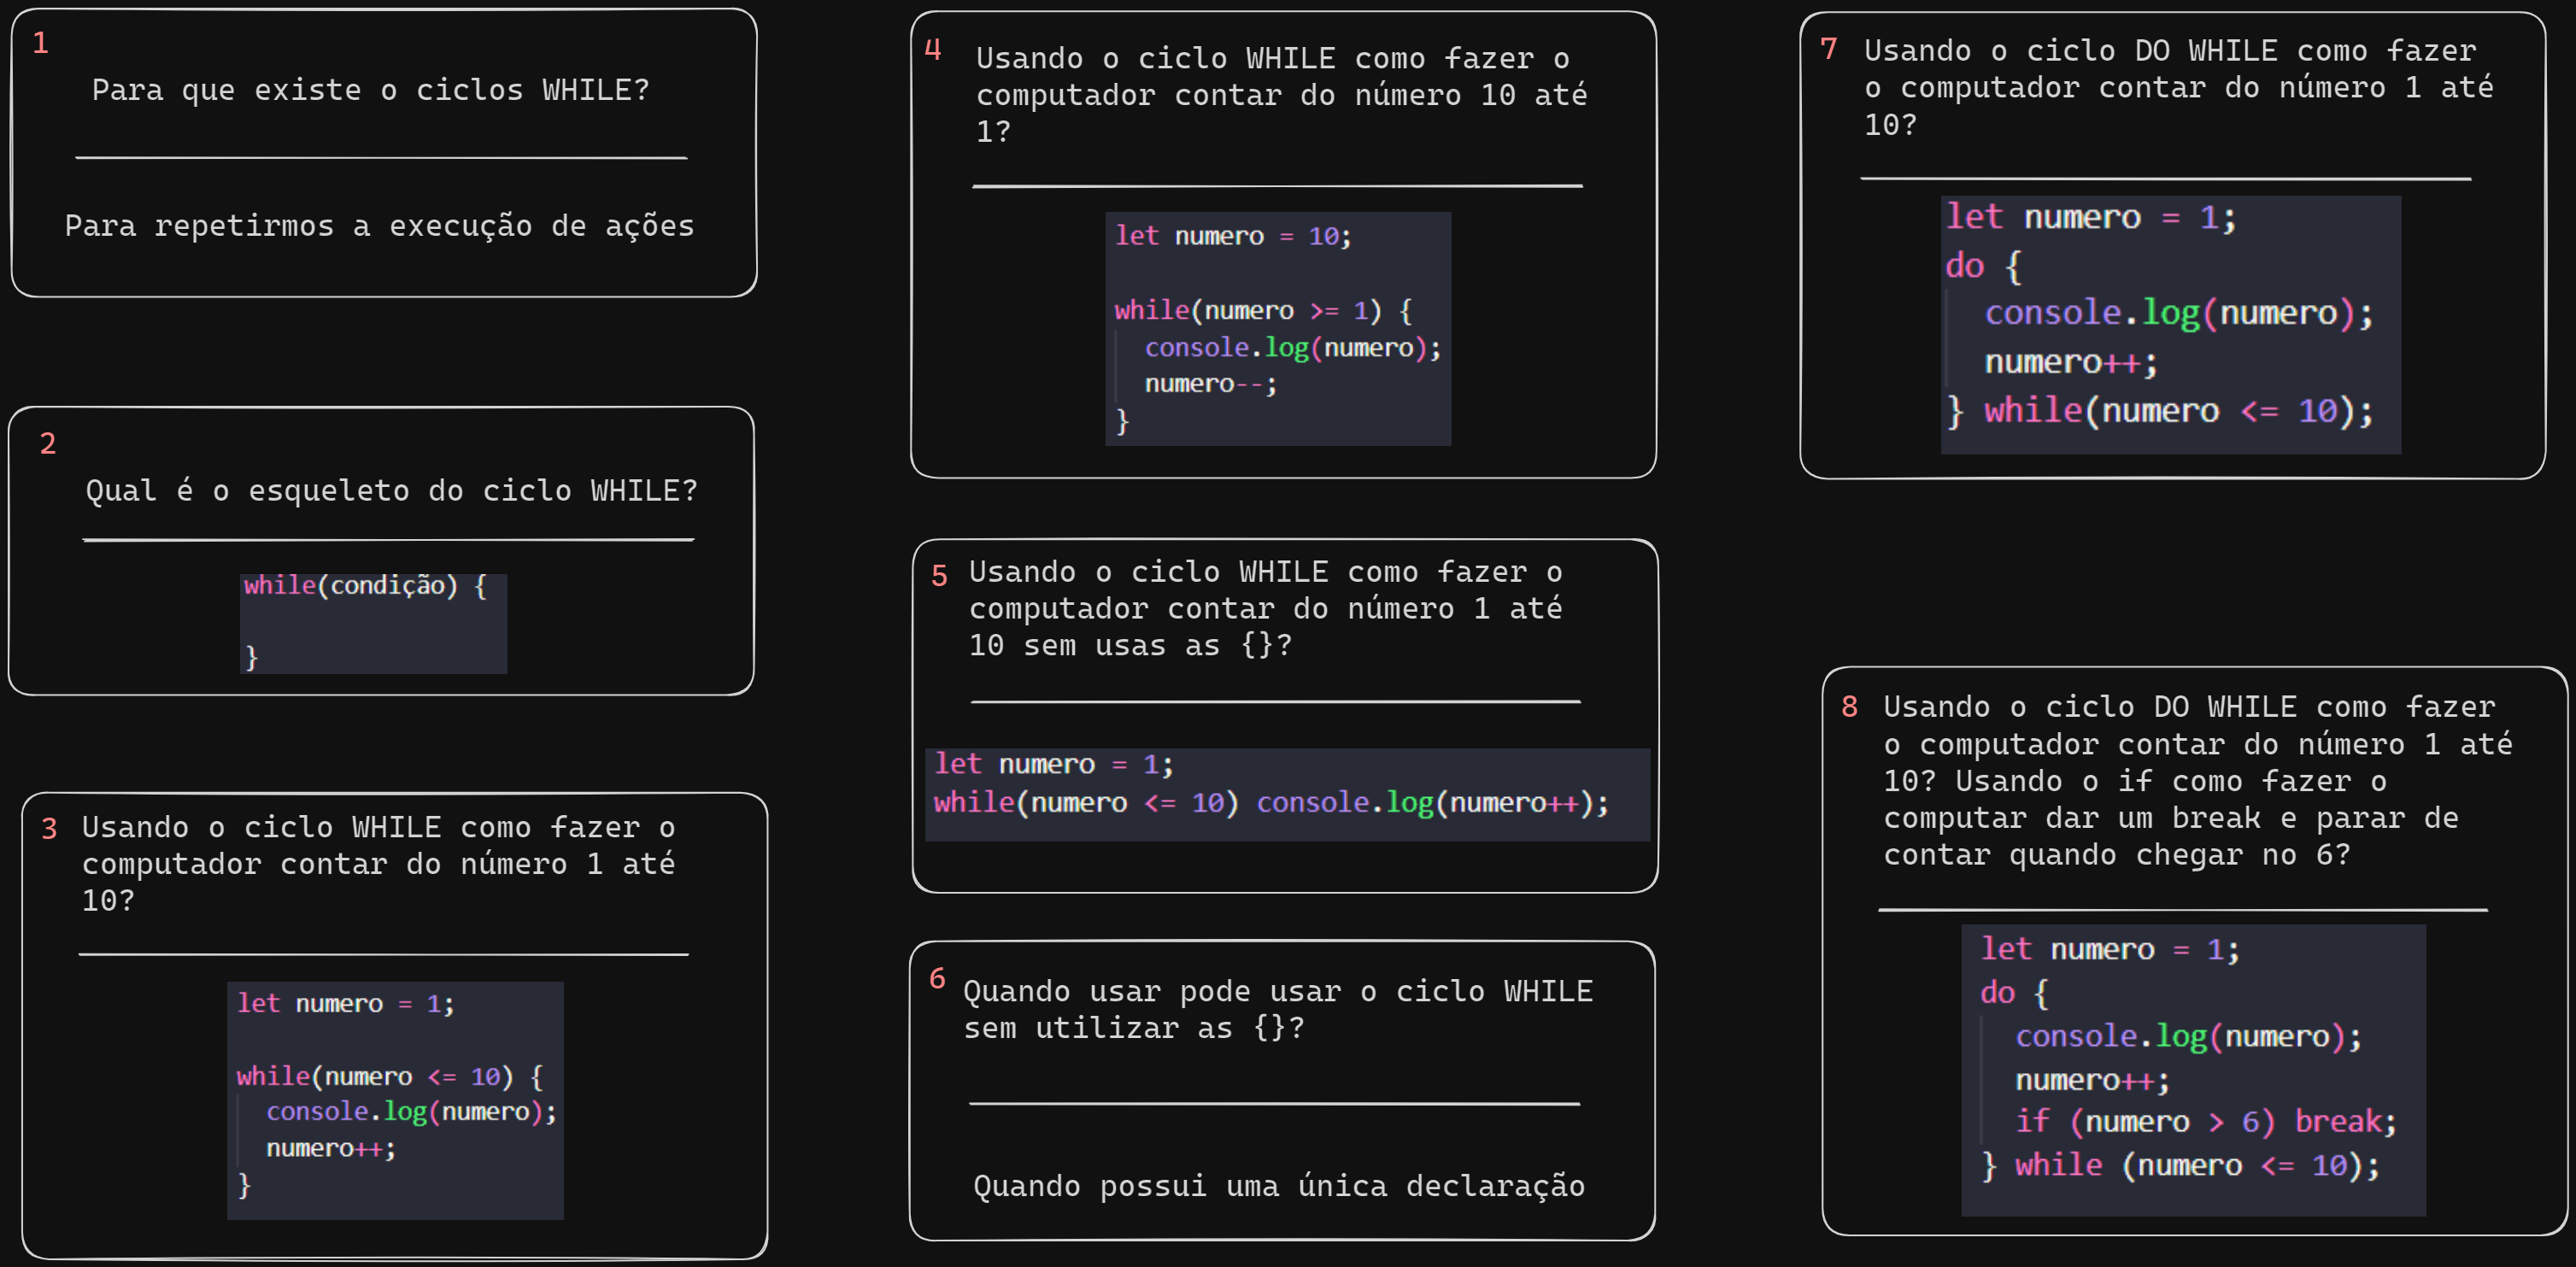 1
Para que existe o ciclos WHILE?
Para repetirmos a execução de ações
2
Qual é o esqueleto do ciclo WHILE?
while(condição) {
}
3
Usando o ciclo WHILE como fazer o
computador contar do número 1 até
10?
let numero = 1;
while(numero <= 10) {
console.log(numero);
numero++;
}
4
Usando o ciclo WHILE como fazer o
computador contar do número 10 até
1?
let numero = 10;
while(numero >= 1) {
console.log(numero);
numero--;
}
5
Usando o ciclo WHILE como fazer o
computador contar do número 1 até
10 sem usas as {}?
let numero = 1;
while(numero <= 10) console.log(numero++);
6
Quando usar pode usar o ciclo WHILE
sem utilizar as {}?
Quando possui uma única declaração
7
Usando o ciclo DO WHILE como fazer
o computador contar do número 1 até
10?
let numero = 1;
do {
console.log(numero);
numero++;
} while(numero <= 10);
8
Usando o ciclo DO WHILE como fazer
o computador contar do número 1 até
10? Usando o if como fazer o
computar dar um break e parar de
contar quando chegar no 6?
let numero = 1;
do {
console.log(numero);
numero++;
if (numero > 6) break;
} while (numero <= 10);